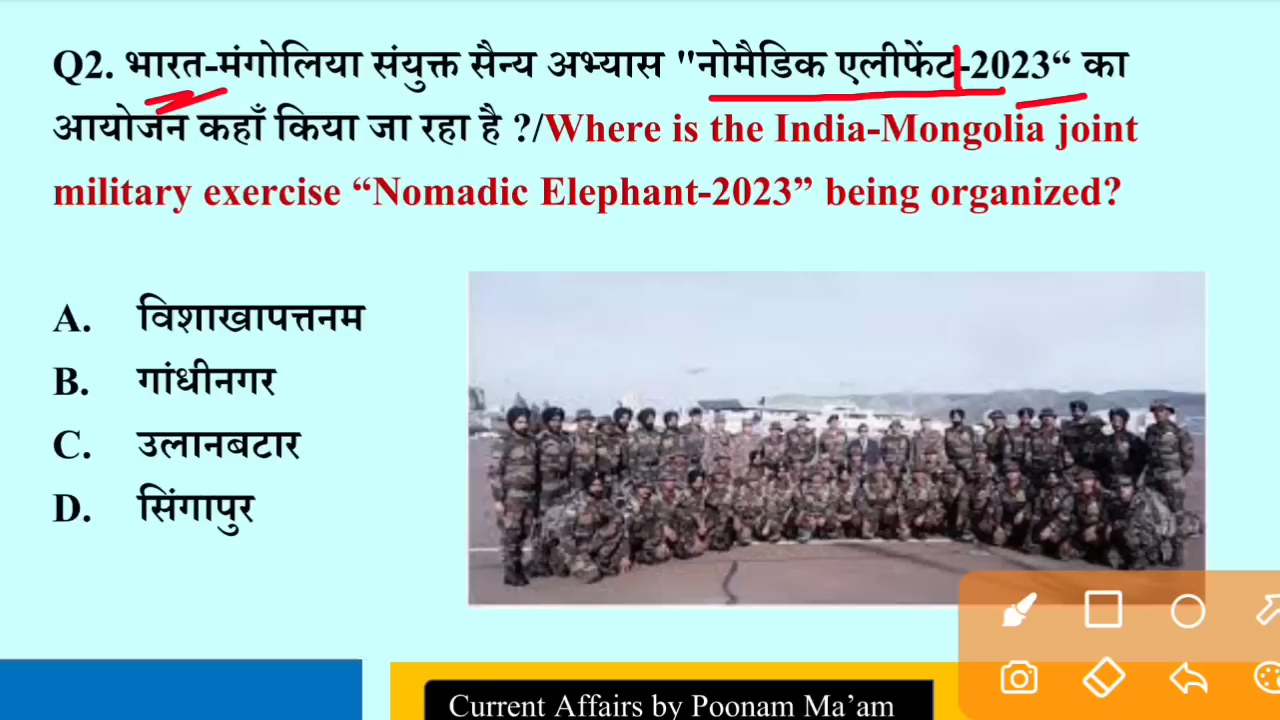 Q2. भारत-मंगोलिया संयुक्त सैन्य अभ्यास "नोमैडिक एलीफेंट-2023“ का
आयोजन कहाँ किया जा रहा है ?/Where is the India-Mongolia joint
military exercise “Nomadic Elephant-2023” being organized?
A. विशाखापत्तनम
B. गांधीनगर
C. उलानबटार
D. सिंगापुर
Current Affairs by Poonam Ma’am